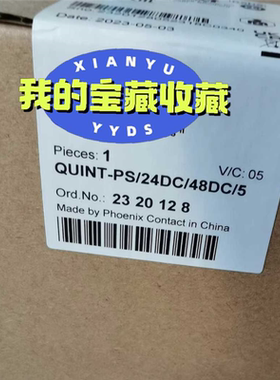 Date: 2023-05-03
XIANYU
我的宝藏收藏
YYDS
Pieces: 1
V/C: 05
QUINT-PS/24DC/48DC/5
Ord.No.: 23 20 12 8
Made by Phoenix Contact in China